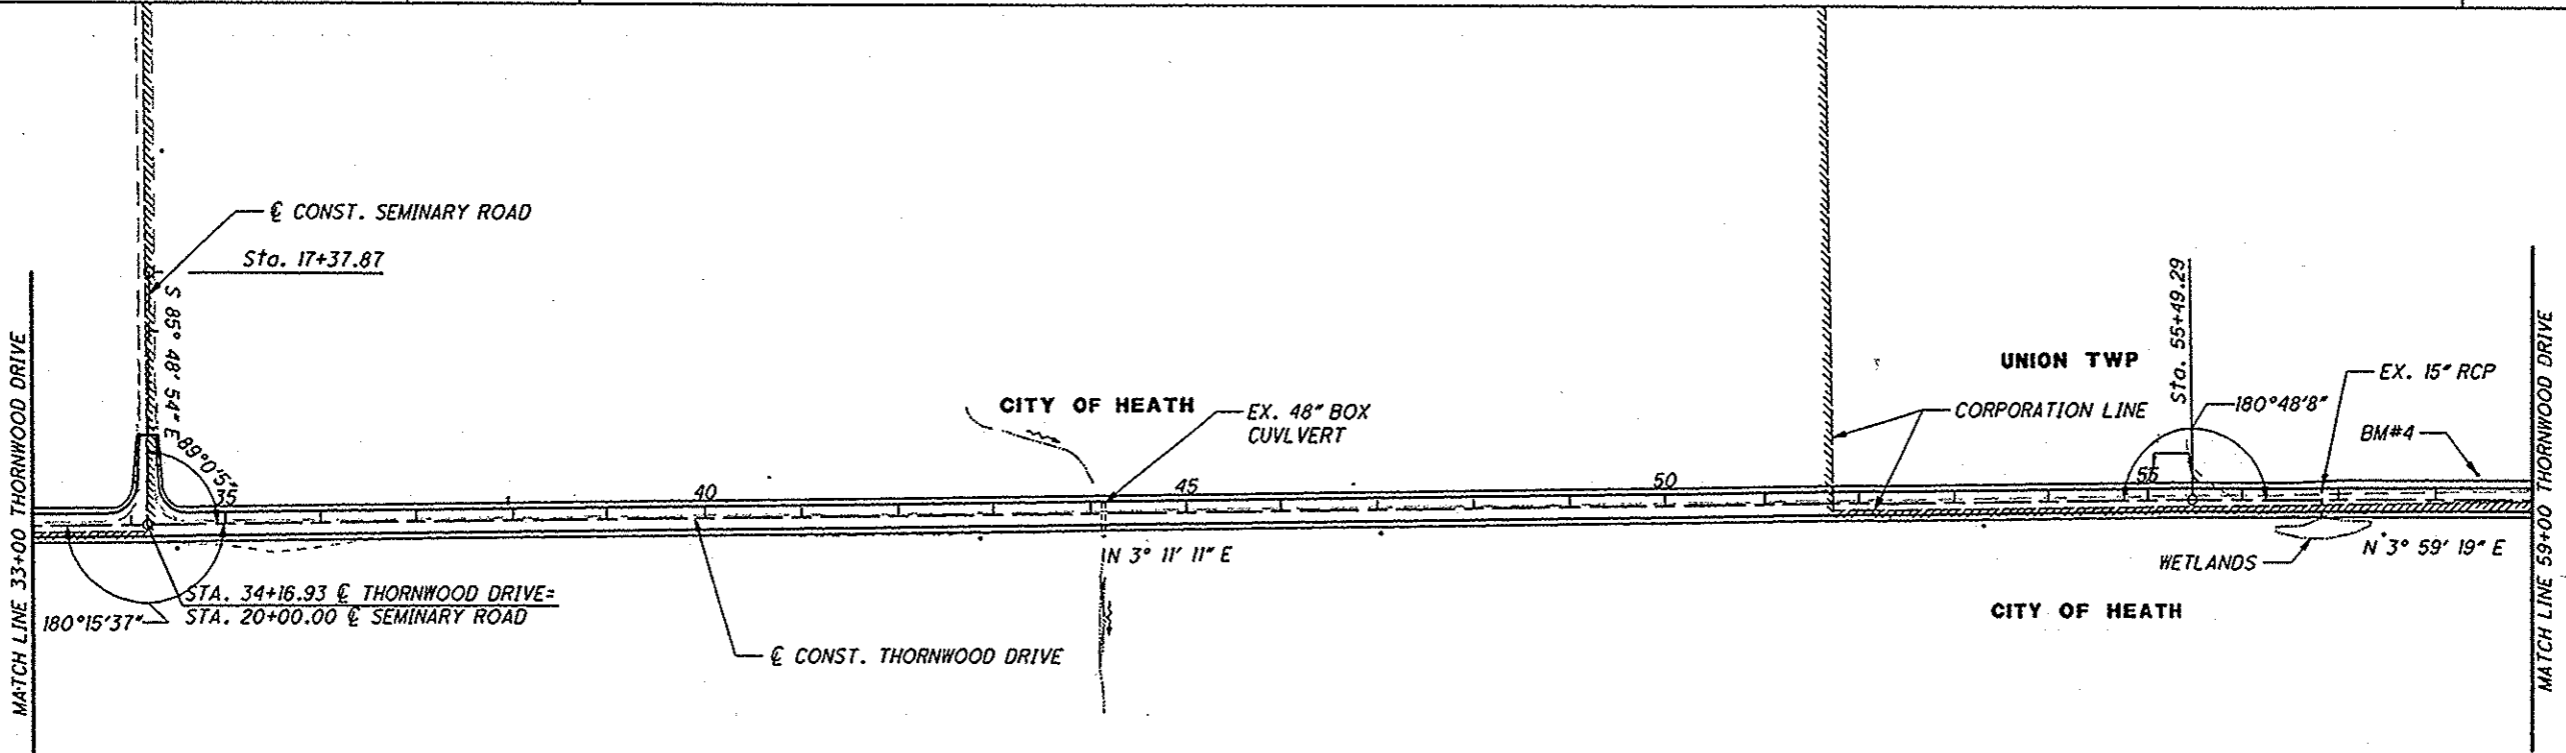 ℄ CONST. SEMINARY ROAD
Sta. 17+37.87
S 85° 48' 54" E
89°0'5"
MATCH LINE 33+00 THORNWOOD DRIVE
35
40
45
50
55
CITY OF HEATH
EX. 48" BOX
CUVLVERT
UNION TWP
CORPORATION LINE
Sta. 55+49.29
180°48'8"
EX. 15" RCP
BM#4
MATCH LINE 59+00 THORNWOOD DRIVE
N 3° 11' 11" E
N 3° 59' 19" E
WETLANDS
180°15'37"
STA. 34+16.93 ℄ THORNWOOD DRIVE=
STA. 20+00.00 ℄ SEMINARY ROAD
℄ CONST. THORNWOOD DRIVE
CITY OF HEATH